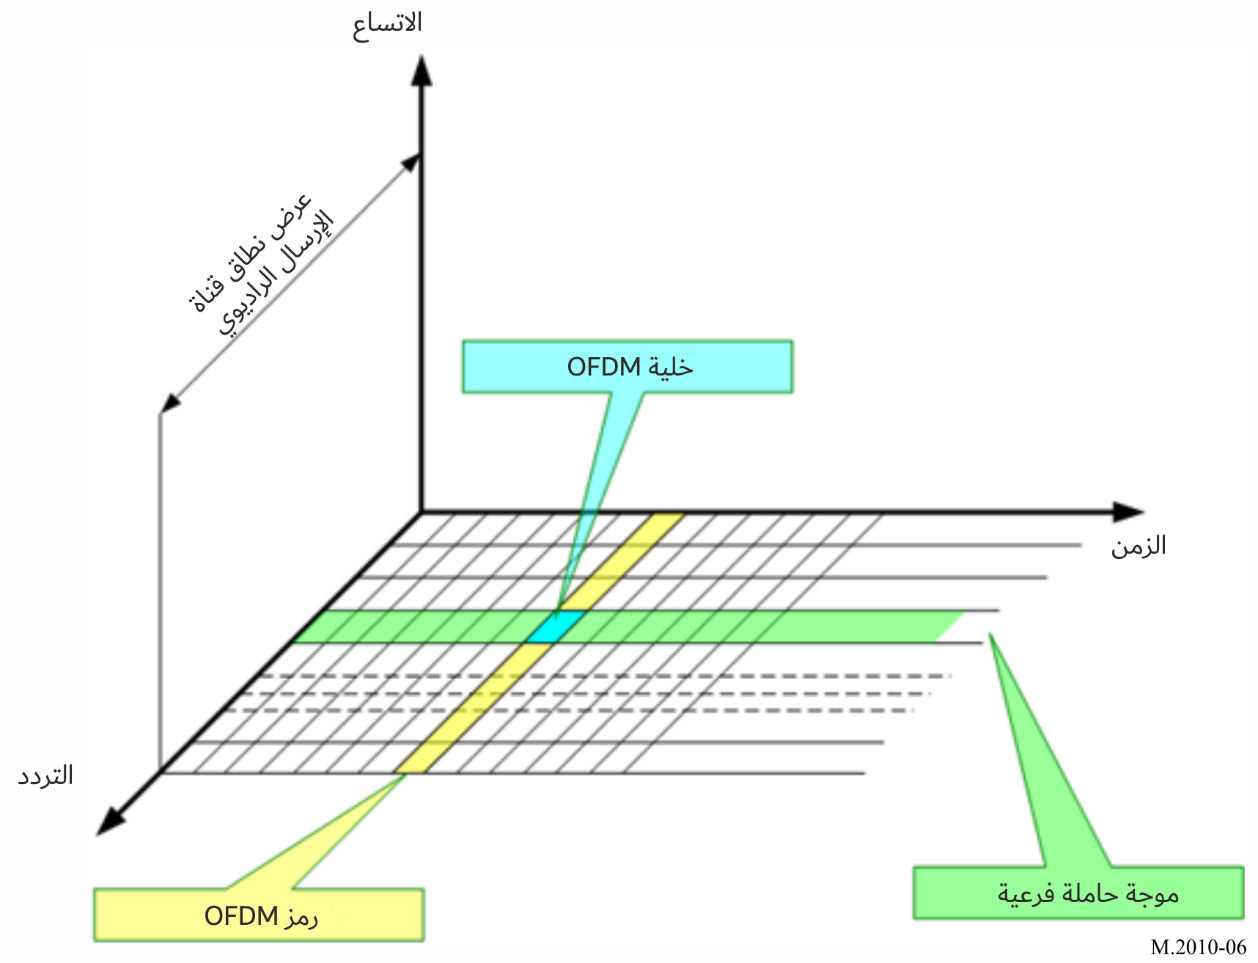 الاتساع
عرض نطاق قناة
الإرسال الراديوي
خلية OFDM
الزمن
التردد
موجة حاملة فرعية
رمز OFDM
M.2010-06